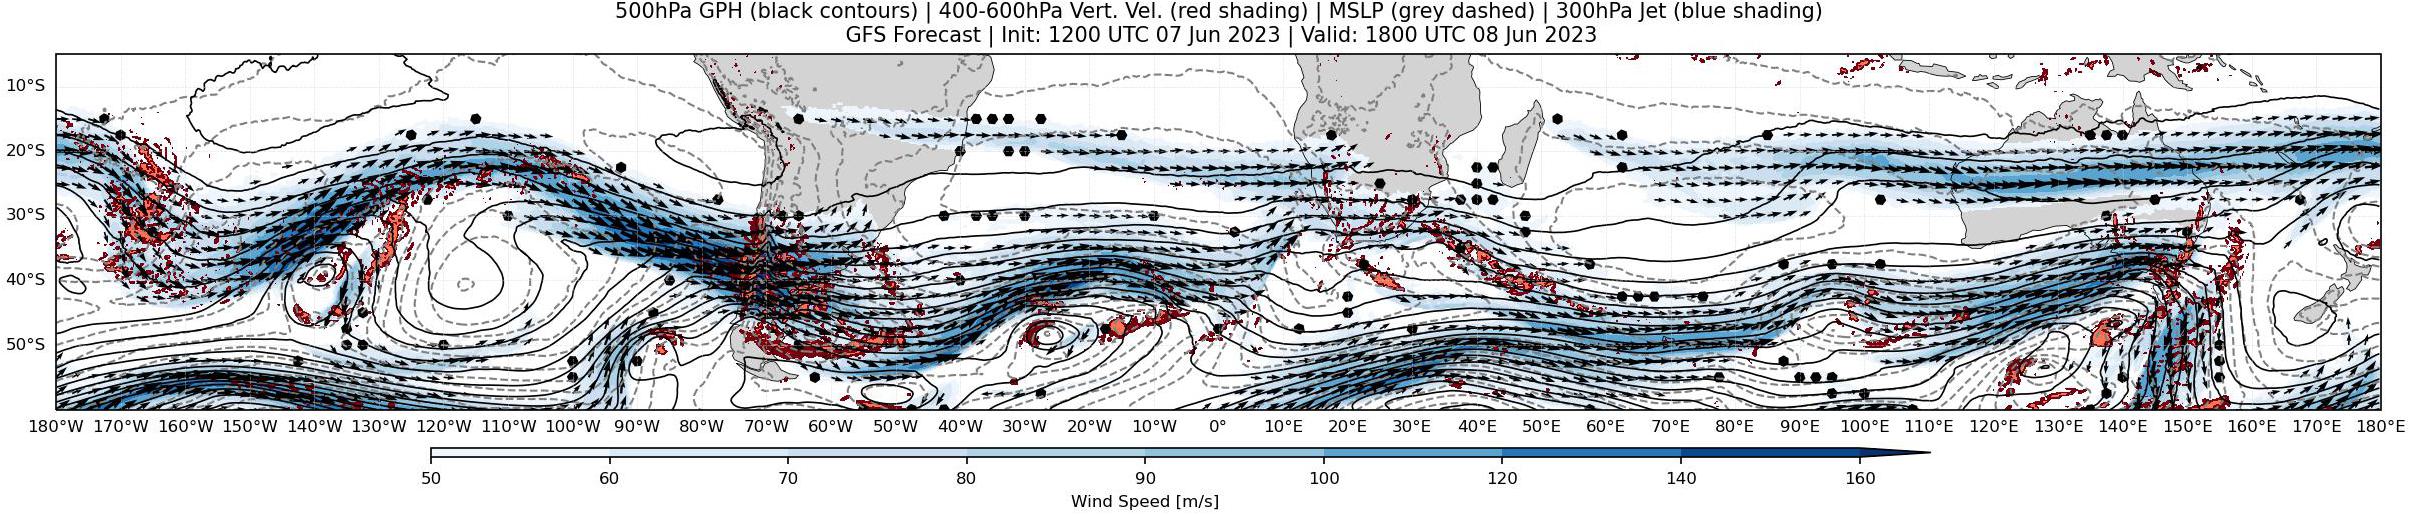 500hPa GPH (black contours) | 400-600hPa Vert. Vel. (red shading) | MSLP (grey dashed) | 300hPa Jet (blue shading)
GFS Forecast | Init: 1200 UTC 07 Jun 2023 | Valid: 1800 UTC 08 Jun 2023
10°S
20°S
30°S
40°S
50°S
180°W 170°W 160°W 150°W 140°W 130°W 120°W 110°W 100°W 90°W 80°W 70°W 60°W 50°W 40°W 30°W 20°W 10°W 0° 10°E 20°E 30°E 40°E 50°E 60°E 70°E 80°E 90°E 100°E 110°E 120°E 130°E 140°E 150°E 160°E 170°E 180°E
50 60 70 80 90 100 120 140 160
Wind Speed [m/s]